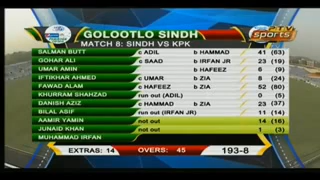 GOLOOTLO SINDH
sports
MATCH 8: SINDH VS KPK
SALMAN BUTT c ADIL b HAMMAD 41 (63)
GOHAR ALI c SAAD b IRFAN JR 23 (19)
UMAR AMIN b HAFEEZ 6 (9)
IFTIKHAR AHMED c UMAR b ZIA 8 (24)
FAWAD ALAM c HAFEEZ b ZIA 52 (80)
KHURRAM SHAHZAD run out (ADIL) 0 (5)
DANISH AZIZ c HAMMAD b ZIA 23 (37)
BILAL ASIF run out (IRFAN JR) 11 (14)
AAMIR YAMIN not out 14 (16)
JUNAID KHAN not out 1 (3)
MUHAMMAD IRFAN
EXTRAS: 14 OVERS: 45 193-8